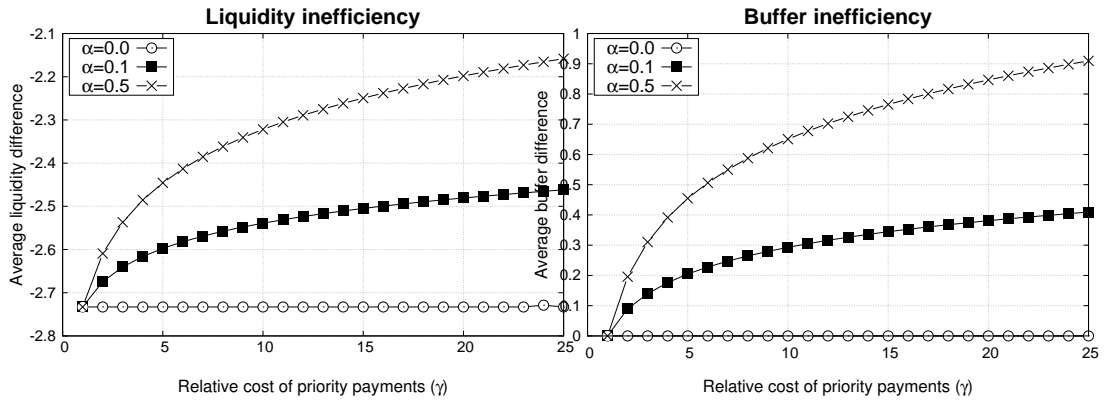 Liquidity inefficiency
-2.1
-2.2
-2.3
-2.4
-2.5
-2.6
-2.7
-2.8
Average liquidity difference
α=0.0
α=0.1
α=0.5
0 5 10 15 20 25
Relative cost of priority payments (γ)
Buffer inefficiency
1
0.9
0.8
0.7
0.6
0.5
0.4
0.3
0.2
0.1
0
Average buffer difference
α=0.0
α=0.1
α=0.5
0 5 10 15 20 25
Relative cost of priority payments (γ)